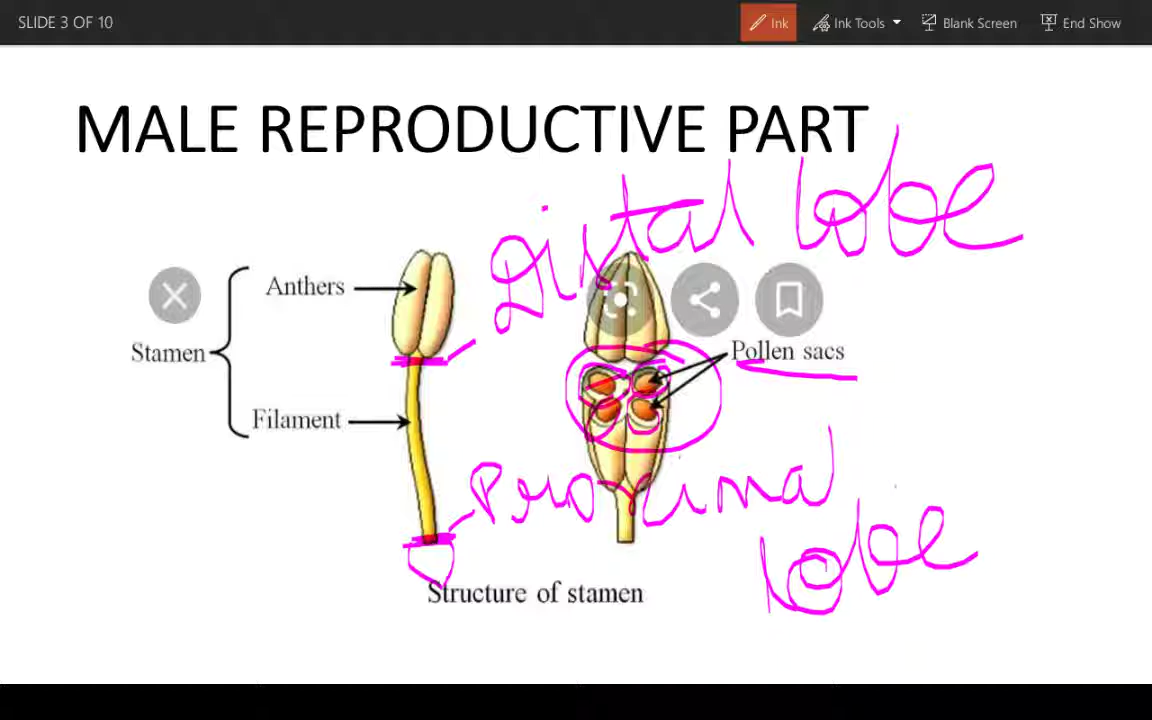 SLIDE 3 OF 10
Ink
Ink Tools
Blank Screen
End Show
MALE REPRODUCTIVE PART
Distal lobe
Anthers
Pollen sacs
Stamen
Filament
Proximal
lobe
Structure of stamen